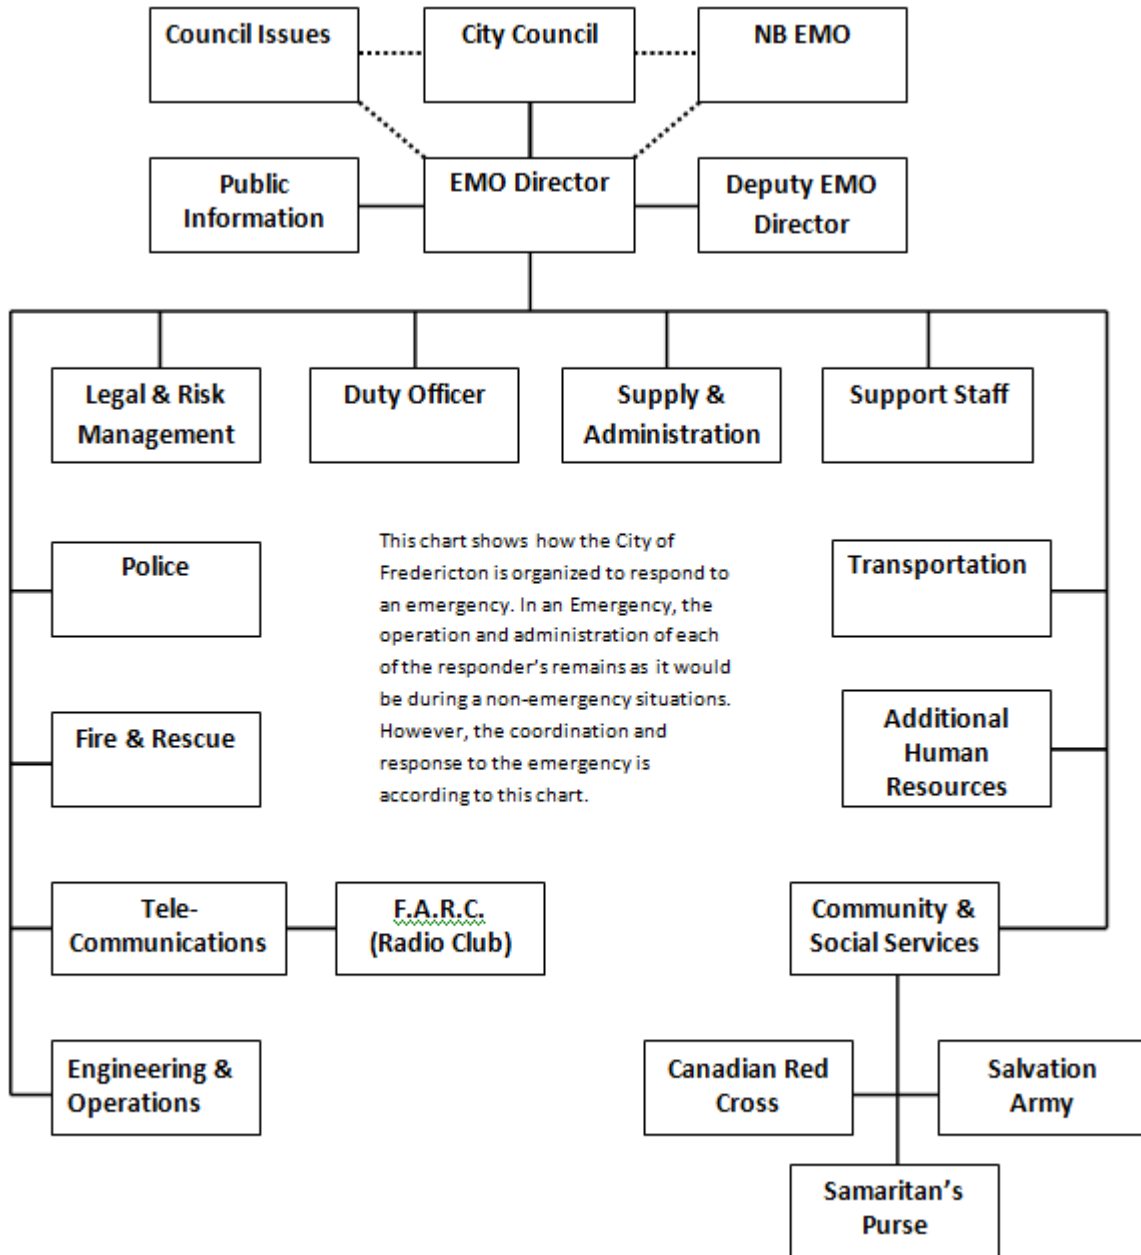 Council Issues
City Council
NB EMO
Public
Information
EMO Director
Deputy EMO
Director
Legal & Risk
Management
Duty Officer
Supply &
Administration
Support Staff
Police
This chart shows how the City of
Fredericton is organized to respond to
an emergency. In an Emergency, the
operation and administration of each
of the responder's remains as it would
be during a non-emergency situations.
However, the coordination and
response to the emergency is
according to this chart.
Transportation
Fire & Rescue
Additional
Human
Resources
Tele-
Communications
F.A.R.C.
(Radio Club)
Community &
Social Services
Engineering &
Operations
Canadian Red
Cross
Salvation
Army
Samaritan's
Purse